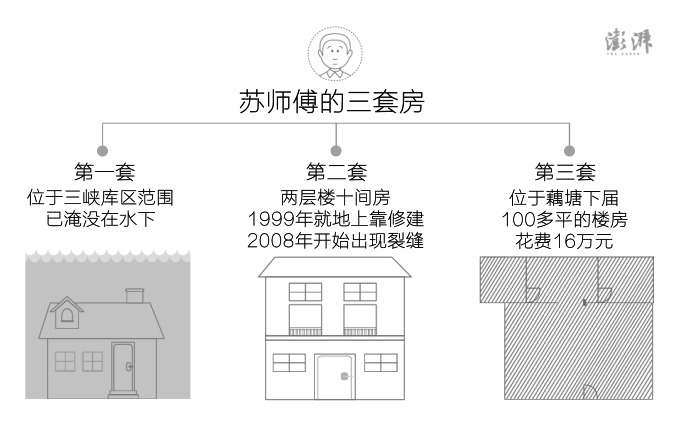 澎湃
THE PAPER
苏师傅的三套房
第一套
位于三峡库区范围
已淹没在水下
第二套
两层楼十间房
1999年就地上靠修建
2008年开始出现裂缝
第三套
位于藕塘下届
100多平的楼房
花费16万元